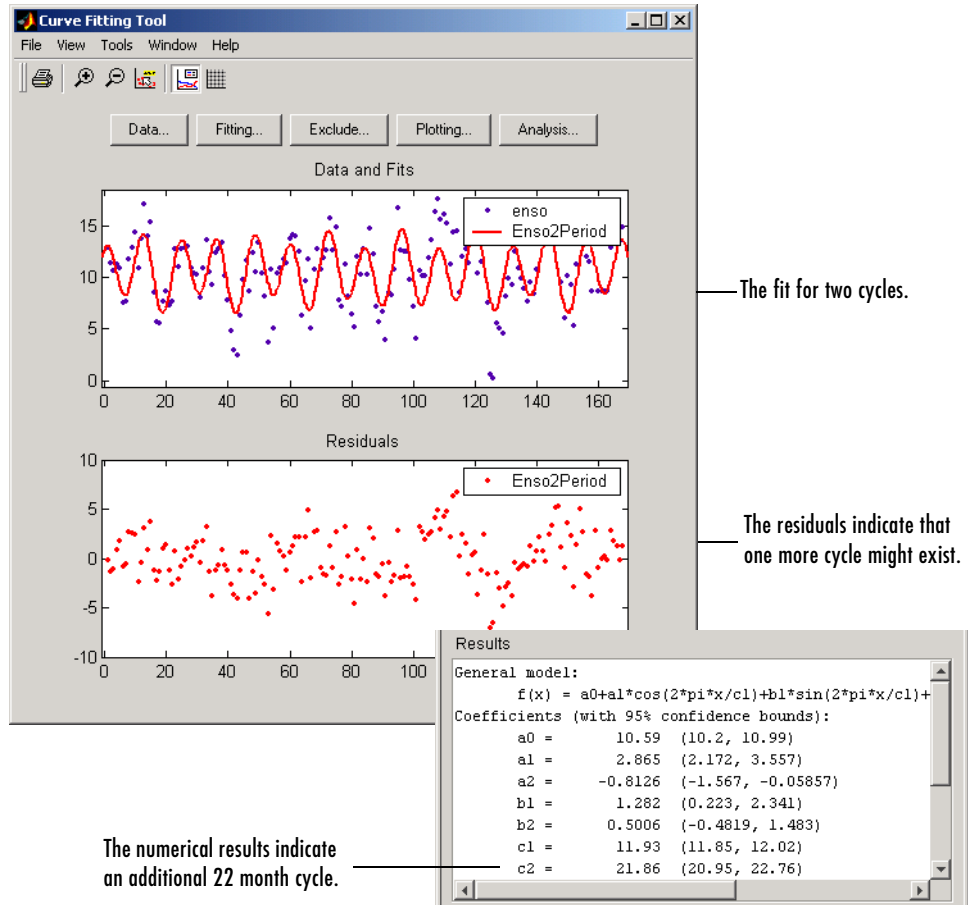 Curve Fitting Tool
File View Tools Window Help
Data... Fitting... Exclude... Plotting... Analysis...
Data and Fits
15
10
5
0
enso
Enso2Period
0 20 40 60 80 100 120 140 160
The fit for two cycles.
Residuals
10
5
0
-5
-10
Enso2Period
0 20 40 60 80 100
The residuals indicate that
one more cycle might exist.
Results
General model:
f(x) = a0+a1*cos(2*pi*x/c1)+b1*sin(2*pi*x/c1)+
Coefficients (with 95% confidence bounds):
a0 = 10.59 (10.2, 10.99)
a1 = 2.865 (2.172, 3.557)
a2 = -0.8126 (-1.567, -0.05857)
b1 = 1.282 (0.223, 2.341)
b2 = 0.5006 (-0.4819, 1.483)
c1 = 11.93 (11.85, 12.02)
c2 = 21.86 (20.95, 22.76)
The numerical results indicate
an additional 22 month cycle.